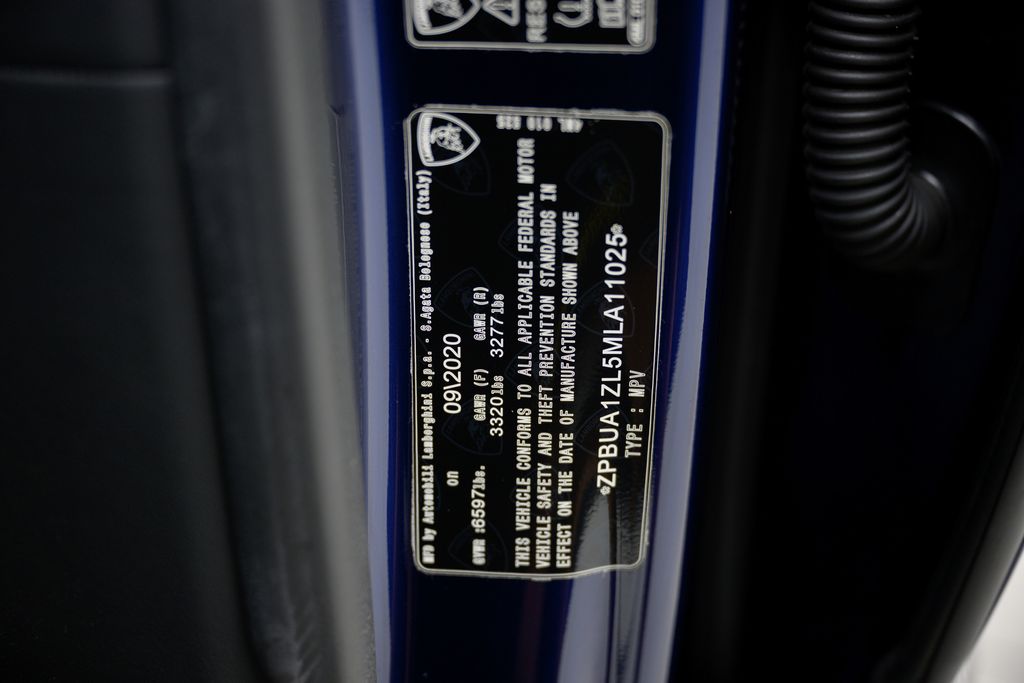 RES
MFD by Automobili Lamborghini S.p.a. - S.Agata Bolognese (Italy)
on 09\2020
GAWR (F) GAWR (R)
GVWR :6597lbs. 3320lbs 3277lbs
THIS VEHICLE CONFORMS TO ALL APPLICABLE FEDERAL MOTOR
VEHICLE SAFETY AND THEFT PREVENTION STANDARDS IN
EFFECT ON THE DATE OF MANUFACTURE SHOWN ABOVE
*ZPBUA1ZL5MLA11025*
TYPE : MPV